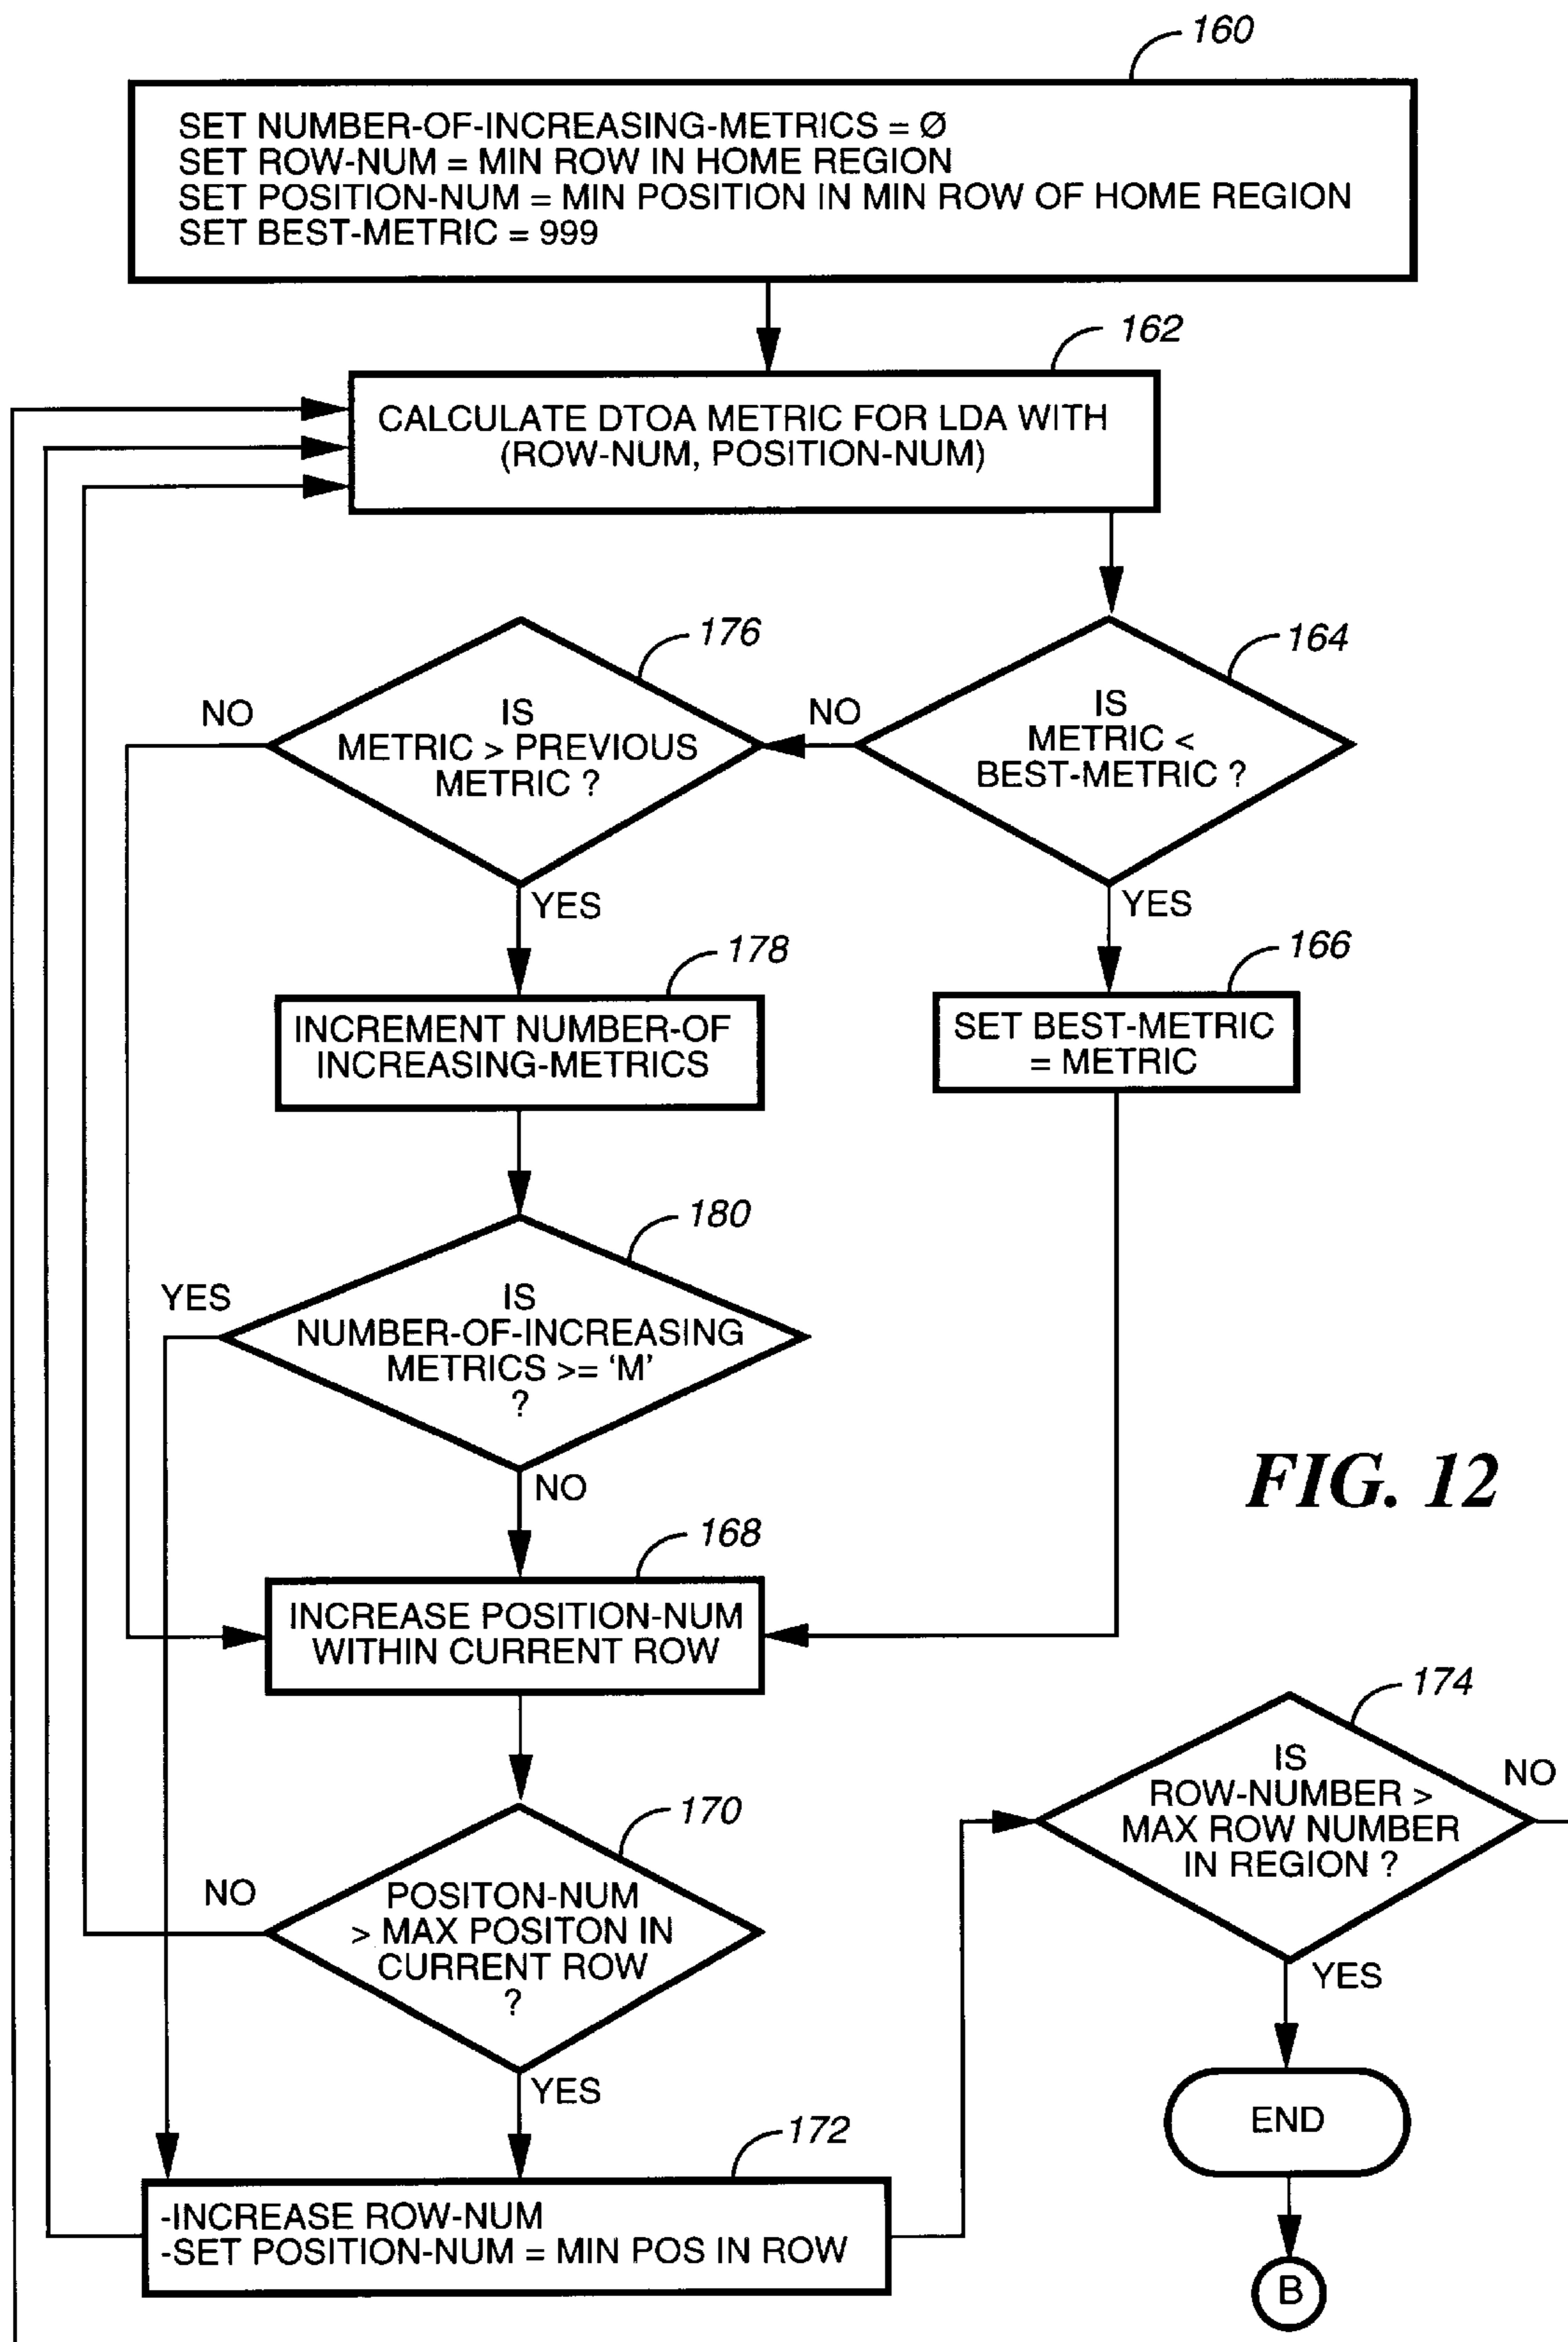 160
SET NUMBER-OF-INCREASING-METRICS = Ø
SET ROW-NUM = MIN ROW IN HOME REGION
SET POSITION-NUM = MIN POSITION IN MIN ROW OF HOME REGION
SET BEST-METRIC = 999
162
CALCULATE DTOA METRIC FOR LDA WITH
(ROW-NUM, POSITION-NUM)
176
NO
IS
METRIC > PREVIOUS
METRIC ?
YES
164
NO
IS
METRIC <
BEST-METRIC ?
YES
178
INCREMENT NUMBER-OF
INCREASING-METRICS
166
SET BEST-METRIC
= METRIC
180
YES
IS
NUMBER-OF-INCREASING
METRICS >= 'M'
?
NO
FIG. 12
168
INCREASE POSITION-NUM
WITHIN CURRENT ROW
170
NO
POSITON-NUM
> MAX POSITON IN
CURRENT ROW
?
YES
174
IS
ROW-NUMBER >
MAX ROW NUMBER
IN REGION ?
NO
YES
172
-INCREASE ROW-NUM
-SET POSITION-NUM = MIN POS IN ROW
END
B